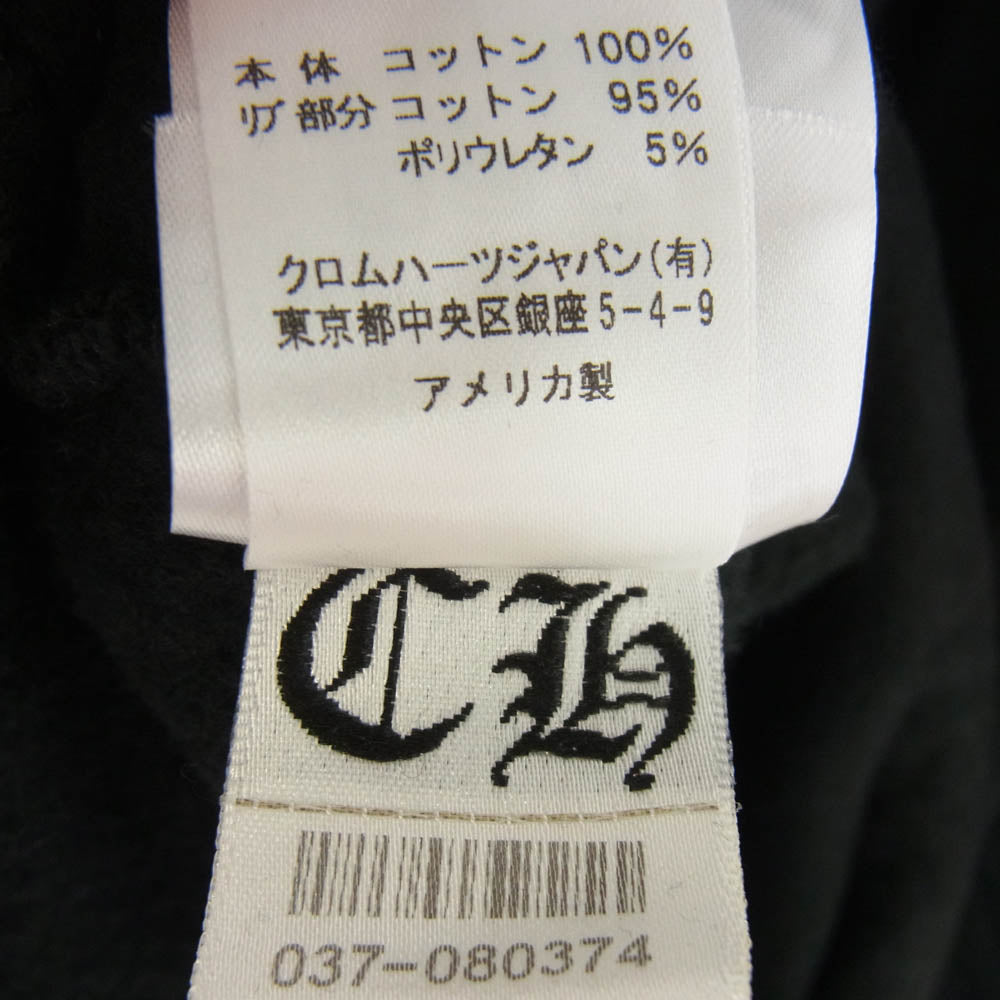 本体 コットン 100%
リブ部分 コットン 95%
ポリウレタン 5%
クロムハーツジャパン(有)
東京都中央区銀座5-4-9
アメリカ製
CH
037-080374